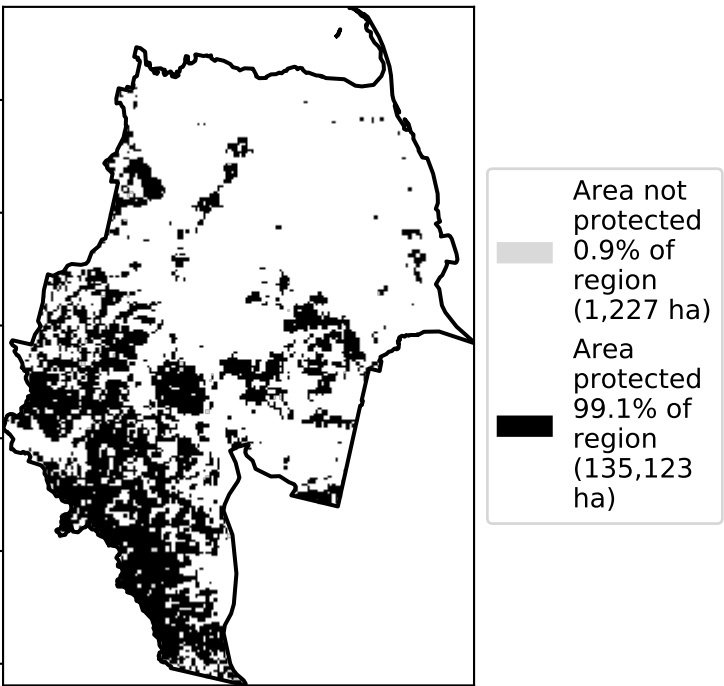 Area not
protected
0.9% of
region
(1,227 ha)
Area
protected
99.1% of
region
(135,123
ha)